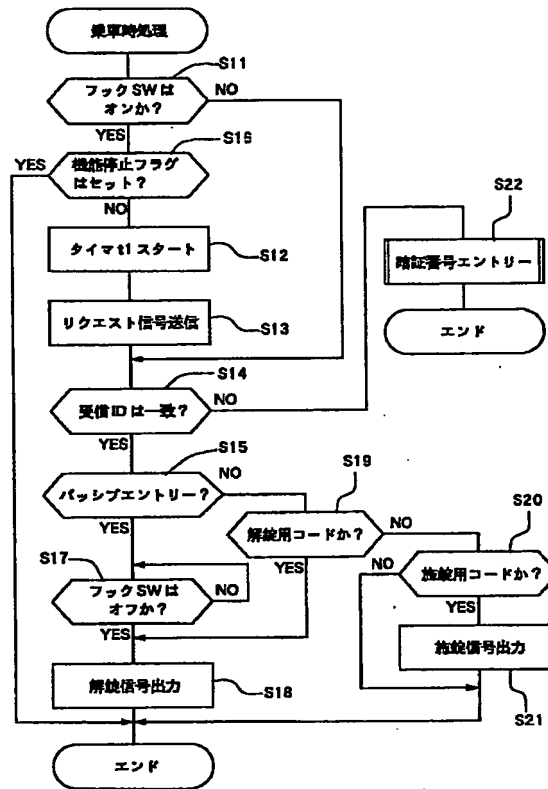 乗車時処理
S11
フックSWは
オンか？
NO
YES
S16
YES
機能停止フラグ
はセット？
NO
S22
タイマt1スタート
S12
暗証番号エントリー
リクエスト信号送信
S13
エンド
S14
受信IDは一致？
NO
YES
S15
パッシブエントリー？
NO
S19
YES
解錠用コードか？
NO
S20
S17
フックSWは
オフか？
NO
YES
NO
施錠用コードか？
YES
YES
解錠信号出力
S18
施錠信号出力
S21
エンド